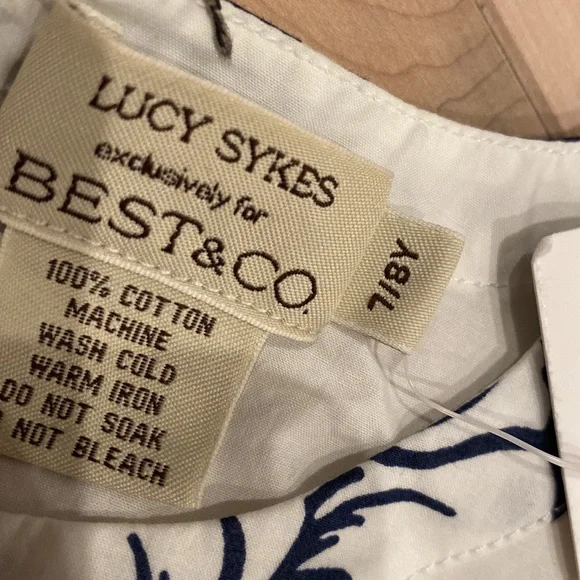 LUCY SYKES
exclusively for
BEST&CO.
7/8Y
100% COTTON
MACHINE
WASH COLD
WARM IRON
DO NOT SOAK
NOT BLEACH